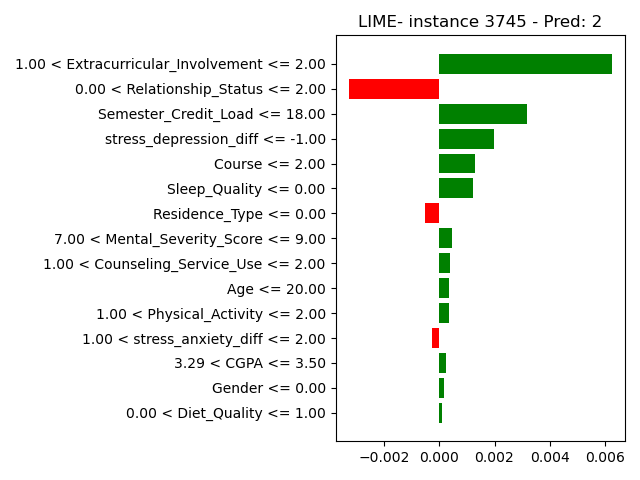 LIME- instance 3745 - Pred: 2
1.00 < Extracurricular_Involvement <= 2.00
0.00 < Relationship_Status <= 2.00
Semester_Credit_Load <= 18.00
stress_depression_diff <= -1.00
Course <= 2.00
Sleep_Quality <= 0.00
Residence_Type <= 0.00
7.00 < Mental_Severity_Score <= 9.00
1.00 < Counseling_Service_Use <= 2.00
Age <= 20.00
1.00 < Physical_Activity <= 2.00
1.00 < stress_anxiety_diff <= 2.00
3.29 < CGPA <= 3.50
Gender <= 0.00
0.00 < Diet_Quality <= 1.00
−0.002 0.000 0.002 0.004 0.006